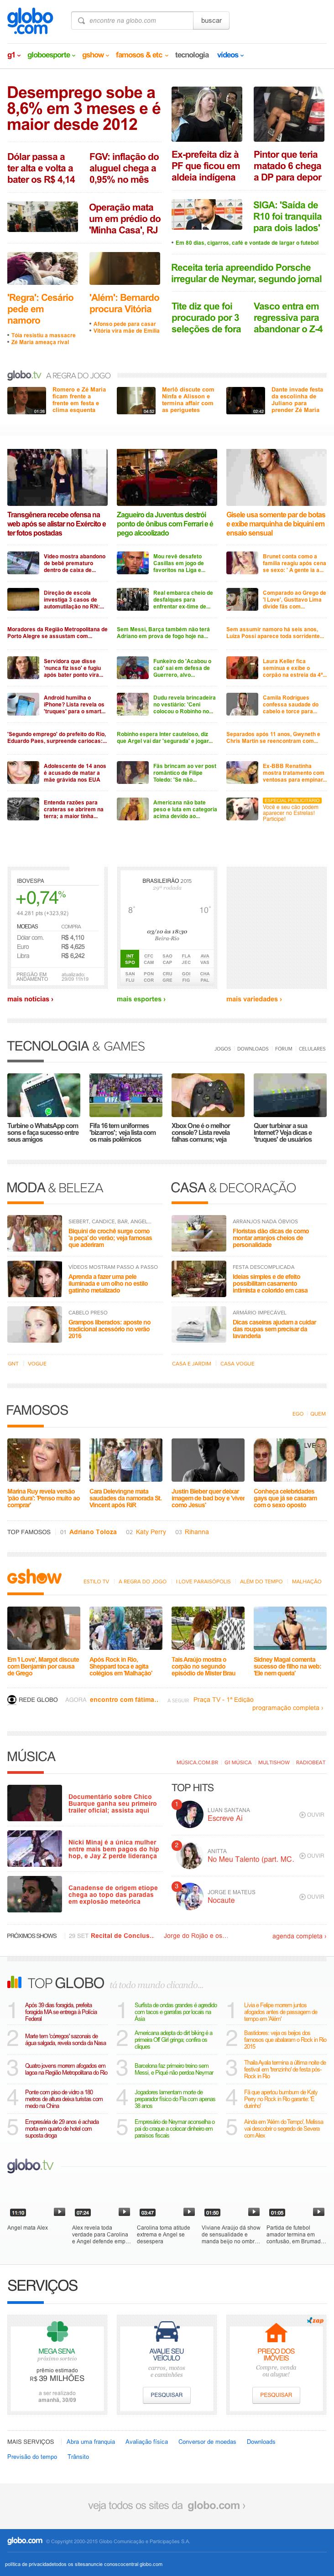 globo
.com
encontre na globo.com
buscar
g1
globoesporte
gshow
famosos & etc
tecnologia
vídeos
Desemprego sobe a
8,6% em 3 meses e é
maior desde 2012
Ex-prefeita diz à
PF que ficou em
aldeia indígena
Pintor que teria
matado 6 chega
a DP para depor
Dólar passa a
ter alta e volta a
bater os R$ 4,14
FGV: inflação do
aluguel chega a
0,95% no mês
Operação mata
um em prédio do
'Minha Casa', RJ
SIGA: 'Saída de
R10 foi tranquila
para dois lados'
Em 80 dias, cigarros, café e vontade de largar o futebol
'Regra': Cesário
pede em
namoro
Tóia resistiu a massacre
Zé Maria ameaça rival
'Além': Bernardo
procura Vitória
Afonso pede para casar
Vitória vira mãe de Emília
Receita teria apreendido Porsche
irregular de Neymar, segundo jornal
Tite diz que foi
procurado por 3
seleções de fora
Vasco entra em
regressiva para
abandonar o Z-4
globo.tv A REGRA DO JOGO
Romero e Zé Maria
ficam frente a
frente em festa e
clima esquenta
01:26
Merlô discute com
Ninfa e Alisson e
termina affair com
as periguetes
04:52
Dante invade festa
da escolinha de
Juliano para
prender Zé Maria
02:42
Transgênera recebe ofensa na
web após se alistar no Exército e
ter fotos postadas
Zagueiro da Juventus destrói
ponto de ônibus com Ferrari e é
pego alcoolizado
Gisele usa somente par de botas
e exibe marquinha de biquíni em
ensaio sensual
Vídeo mostra abandono
de bebê prematuro
dentro de caixa de...
Mou revê desafeto
Casillas em jogo de
favoritos na Liga e...
Brunet conta como a
família reagiu após cena
de sexo: ' A gente ia a...
Direção de escola
investiga 3 casos de
automutilação no RN:...
Real embarca cheio de
desfalques para
enfrentar ex-time de...
Comparado ao Grego de
'I Love', Gusttavo Lima
divide fãs com...
Moradores da Região Metropolitana de
Porto Alegre se assustam com...
Sem Messi, Barça também não terá
Adriano em prova de fogo hoje na...
Sem assumir namoro há seis anos,
Luiza Possi aparece toda sorridente...
Servidora que disse
'nunca fiz isso' e fugiu
após bater ponto vira...
Funkeiro do 'Acabou o
caô' sai em defesa de
Guerrero, alvo...
Laura Keller fica
seminua e exibe o
corpão na estreia da 4ª...
Android humilha o
iPhone? Lista revela os
'truques' para o smart...
Dudu revela brincadeira
no vestiário: 'Ceni
colocou o Robinho no...
Camila Rodrigues
confessa saudade do
cabelo e torce para...
'Segundo emprego' do prefeito do Rio,
Eduardo Paes, surpreende cariocas:...
Robinho espera Inter cauteloso, diz
que Argel vai dar 'segurada' e jogar...
Separados após 11 anos, Gwyneth e
Chris Martin se reencontram com...
Adolescente de 14 anos
é acusado de matar a
mãe grávida nos EUA
Fãs brincam ao ver post
romântico de Filipe
Toledo: 'Se não...
Ex-BBB Renatinha
mostra tratamento com
ventosas para empinar...
Entenda razões para
crateras se abrirem na
terra; a maior tinha...
Americana não bate
peso e luta em categoria
acima devido ao...
ESPECIAL PUBLICITÁRIO
Você e seu cão podem
aparecer no Estrelas!
Participe!
IBOVESPA
+0,74%
44.281 pts (+323,82)
MOEDAS COMPRA
Dólar com. R$ 4,110
Euro R$ 4,625
Libra R$ 6,242
PREGÃO EM
ANDAMENTO
atualizado
29/09 11h19
BRASILEIRÃO 2015
29ª rodada
8º
10º
03/10 às 18:30
Beira-Rio
INT CFC SAO FLA AVA
SPO CAM CAP JEC VAS
SAN PON CRU GOI CHA
FLU COR GRE FIG PAL
mais notícias ›
mais esportes ›
mais variedades ›
TECNOLOGIA & GAMES
JOGOS DOWNLOADS FÓRUM CELULARES
Turbine o WhatsApp com
sons e faça sucesso entre
seus amigos
Fifa 16 tem uniformes
'bizarros'; veja lista com
os mais polêmicos
Xbox One é o melhor
console? Lista revela
falhas comuns; veja
Quer turbinar a sua
Internet? Veja dicas e
'truques' de usuários
MODA & BELEZA
CASA & DECORAÇÃO
SIEBERT, CANDICE, BAR, ANGEL...
Biquíni de crochê surge como
'a peça' do verão; veja famosas
que aderiram
ARRANJOS NADA ÓBVIOS
Floristas dão dicas de como
montar arranjos cheios de
personalidade
VÍDEOS MOSTRAM PASSO A PASSO
Aprenda a fazer uma pele
iluminada e um olho no estilo
gatinho metalizado
FESTA DESCOMPLICADA
Ideias simples e de efeito
possibilitam casamento
intimista e colorido em casa
CABELO PRESO
Grampos liberados: aposte no
tradicional acessório no verão
2016
ARMÁRIO IMPECÁVEL
Dicas caseiras ajudam a cuidar
das roupas sem precisar da
lavanderia
GNT VOGUE
CASA E JARDIM CASA VOGUE
FAMOSOS
EGO QUEM
Marina Ruy revela versão
'pão dura': 'Penso muito ao
comprar'
Cara Delevingne mata
saudades da namorada St.
Vincent após RiR
Justin Bieber quer deixar
imagem de bad boy e 'viver
como Jesus'
Conheça celebridades
gays que já se casaram
com o sexo oposto
TOP FAMOSOS 01 Adriano Toloza 02 Katy Perry 03 Rihanna
gshow
ESTILO TV A REGRA DO JOGO I LOVE PARAISÓPOLIS ALÉM DO TEMPO MALHAÇÃO
Em 'I Love', Margot discute
com Benjamin por causa
de Grego
Após Rock in Rio,
Sheppard toca e agita
colégios em 'Malhação'
Taís Araújo mostra o
corpão no segundo
episódio de Mister Brau
Sidney Magal comenta
sucesso de filho na web:
'Ele nem queria'
REDE GLOBO AGORA encontro com fátima... A SEGUIR Praça TV - 1ª Edição
programação completa ›
MÚSICA
MÚSICA.COM.BR G1 MÚSICA MULTISHOW RADIOBEAT
Documentário sobre Chico
Buarque ganha seu primeiro
trailer oficial; assista aqui
Nicki Minaj é a única mulher
entre mais bem pagos do hip
hop, e Jay Z perde liderança
Canadense de origem etíope
chega ao topo das paradas
em explosão meteórica
TOP HITS
1 LUAN SANTANA
Escreve Aí
OUVIR
2 ANITTA
No Meu Talento (part. MC.
OUVIR
3 JORGE E MATEUS
Nocaute
OUVIR
PRÓXIMOS SHOWS 29 SET Recital de Conclus... Jorge do Rojão e os... agenda completa ›
TOP GLOBO tá todo mundo clicando...
1 Após 39 dias foragida, prefeita
foragida MA se entrega à Polícia
Federal
1 Surfista de ondas grandes é agredido
com tacos e garrafas por locais na
Ásia
1 Livia e Felipe morrem juntos
afogados antes de passagem de
tempo em 'Além'
2 Marte tem 'córregos' sazonais de
água salgada, revela sonda da Nasa
2 Americana adepta do dirt biking é a
primeira Off Girl gringa; confira os
cliques
2 Bastidores: veja os beijos dos
famosos que abalaram o Rock in Rio
2015
3 Quatro jovens morrem afogados em
lagoa na Região Metropolitana do Rio
3 Barcelona faz primeiro treino sem
Messi, e Piqué não perdoa Neymar
3 Thaila Ayala termina a última noite de
festival em 'trenzinho' de festa pós-
Rock in Rio
4 Ponte com piso de vidro a 180
metros de altura deixa turistas com
medo na China
4 Jogadores lamentam morte de
preparador físico do Fla com apenas
38 anos
4 Fã que apertou bumbum de Katy
Perry no Rock in Rio garante: 'É
durinho'
5 Empresária de 29 anos é achada
morta em quarto de hotel com
suposta droga
5 Empresário de Neymar aconselha o
pai do craque a colocar dinheiro em
paraísos fiscais
5 Ainda em 'Além do Tempo', Melissa
vai descobrir o segredo de Severa
com Alex
globo.tv
11:10
07:24
03:47
01:50
01:05
Angel mata Alex
Alex revela toda
verdade para Carolina
e Angel defende emp...
Carolina toma atitude
extrema e Angel se
desespera
Viviane Araújo dá show
de sensualidade e
manda beijo no ombr...
Partida de futebol
amador termina em
confusão, em Brumad...
SERVIÇOS
MEGA SENA
próximo sorteio
prêmio estimado
R$ 39 MILHÕES
a ser realizado
amanhã, 30/09
AVALIE SEU
VEÍCULO
carros, motos
e caminhões
PESQUISAR
zap
PREÇO DOS
IMÓVEIS
Compre, venda
ou alugue!
PESQUISAR
MAIS SERVIÇOS Abra uma franquia Avaliação física Conversor de moedas Downloads
Previsão do tempo Trânsito
veja todos os sites da globo.com ›
globo.com © Copyright 2000-2015 Globo Comunicação e Participações S.A.
política de privacidade todos os sites anuncie conosco central globo.com